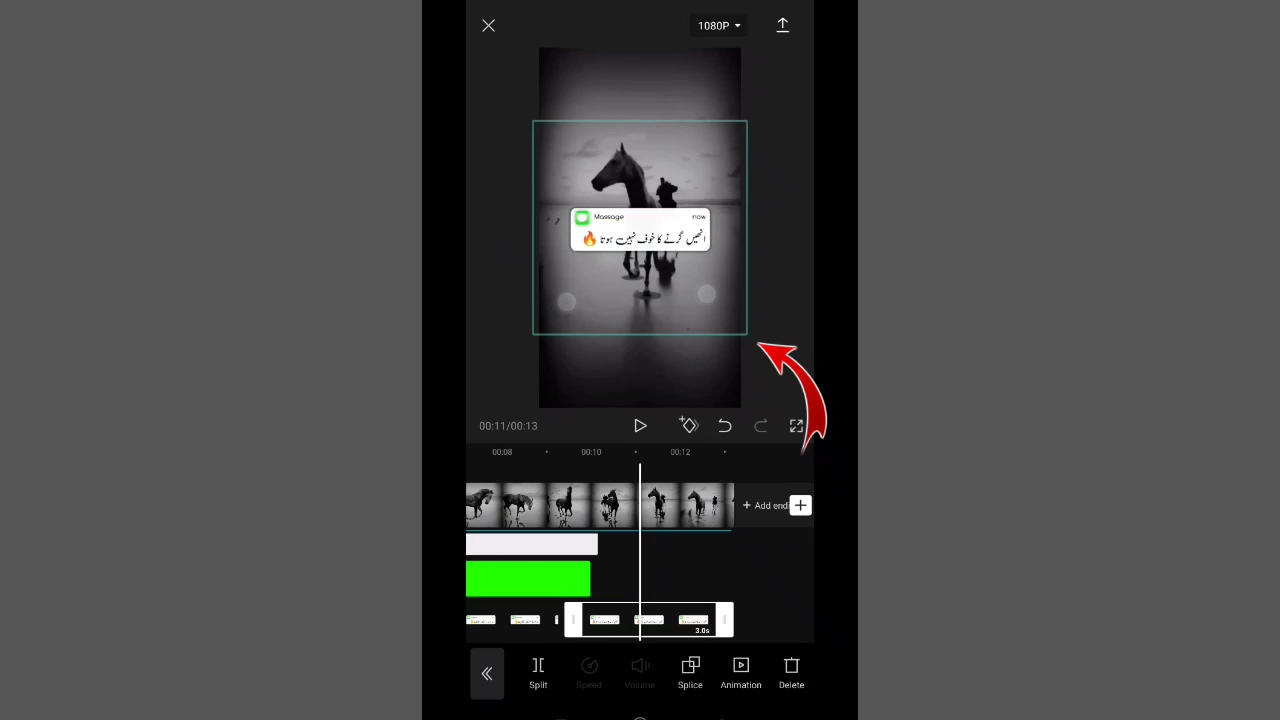 1080P
Massage now
انھیں گرنے کا خوف نہیں ہوتا 🔥
00:11/00:13
00:08 00:10 00:12
+ Add endi
3.0s
Split Speed Volume Splice Animation Delete